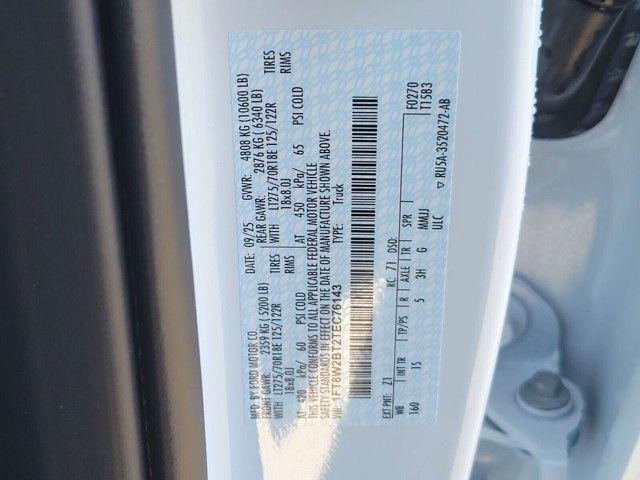 MFD. BY FORD MOTOR CO.
DATE: 09/25 GVWR: 4808 KG (10600 LB)
FRONT GAWR: 2359 KG (5200 LB) REAR GAWR: 2876 KG (6340 LB)
WITH LT275/70R18E 125/122R TIRES WITH LT275/70R18E 125/122R TIRES
18x8.0J RIMS 18x8.0J RIMS
AT 420 kPa/ 60 PSI COLD AT 450 kPa/ 65 PSI COLD
THIS VEHICLE CONFORMS TO ALL APPLICABLE FEDERAL MOTOR VEHICLE
SAFETY STANDARDS IN EFFECT ON THE DATE OF MANUFACTURE SHOWN ABOVE.
VIN: 1FT8W2BT2TEC76143 TYPE: Truck
F0270
T1583
EXT PNT: Z1 RC: 71 DSO:
WB INT TR TP/PS R AXLE TR SPR
160 15 5 3H G MMJJ
ULC
▽ RU5A-3520472-AB